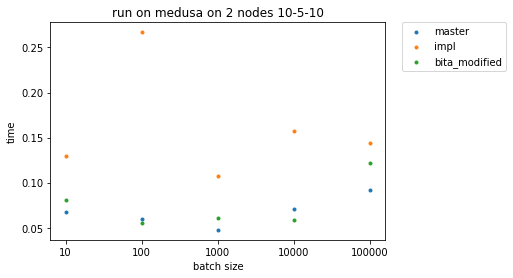 run on medusa on 2 nodes 10-5-10
master
impl
bita_modified
time
0.25
0.20
0.15
0.10
0.05
10 100 1000 10000 100000
batch size